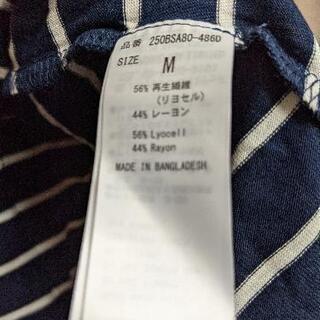 品番 250BSA80-486D
SIZE M
56% 再生繊維
(リヨセル)
44% レーヨン
56% Lyocell
44% Rayon
MADE IN BANGLADESH